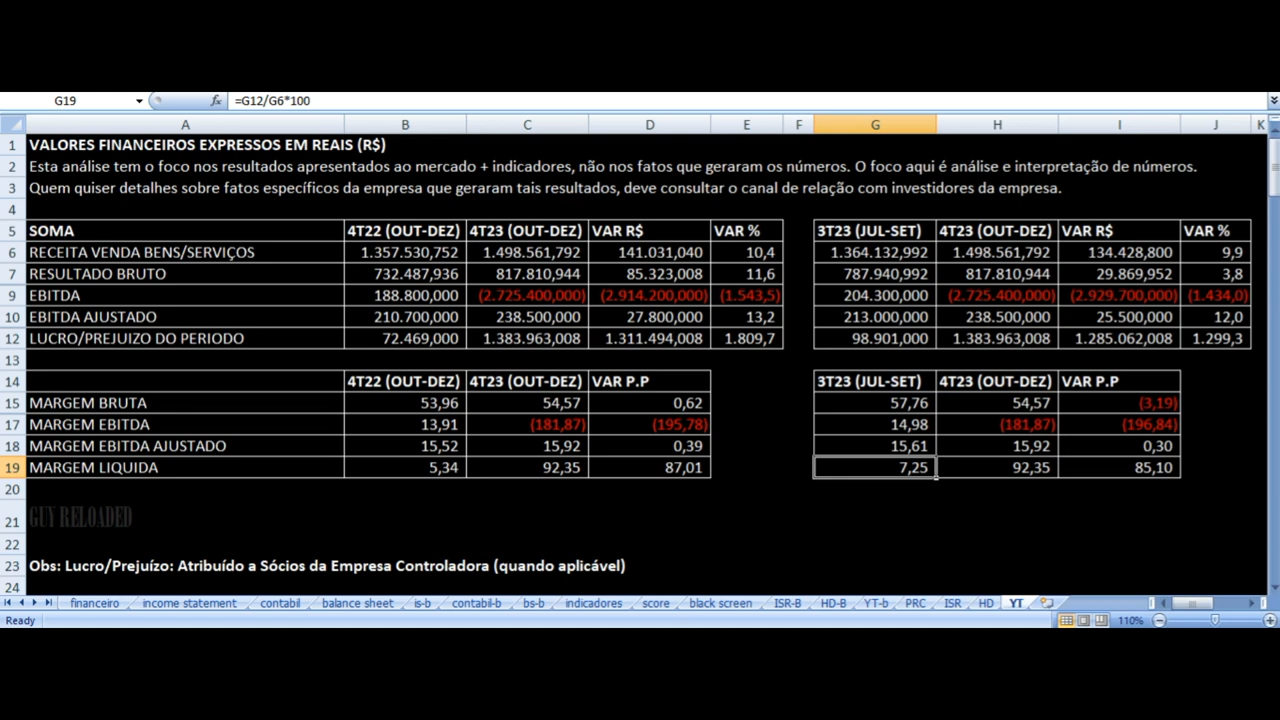 G19 fx =G12/G6*100
A B C D E F G H I J K
1 VALORES FINANCEIROS EXPRESSOS EM REAIS (R$)
2 Esta análise tem o foco nos resultados apresentados ao mercado + indicadores, não nos fatos que geraram os números. O foco aqui é análise e interpretação de números.
3 Quem quiser detalhes sobre fatos específicos da empresa que geraram tais resultados, deve consultar o canal de relação com investidores da empresa.
4
5 SOMA 4T22 (OUT-DEZ) 4T23 (OUT-DEZ) VAR R$ VAR % 3T23 (JUL-SET) 4T23 (OUT-DEZ) VAR R$ VAR %
6 RECEITA VENDA BENS/SERVIÇOS 1.357.530,752 1.498.561,792 141.031,040 10,4 1.364.132,992 1.498.561,792 134.428,800 9,9
7 RESULTADO BRUTO 732.487,936 817.810,944 85.323,008 11,6 787.940,992 817.810,944 29.869,952 3,8
9 EBITDA 188.800,000 (2.725.400,000) (2.914.200,000) (1.543,5) 204.300,000 (2.725.400,000) (2.929.700,000) (1.434,0)
10 EBITDA AJUSTADO 210.700,000 238.500,000 27.800,000 13,2 213.000,000 238.500,000 25.500,000 12,0
12 LUCRO/PREJUIZO DO PERIODO 72.469,000 1.383.963,008 1.311.494,008 1.809,7 98.901,000 1.383.963,008 1.285.062,008 1.299,3
13
14 4T22 (OUT-DEZ) 4T23 (OUT-DEZ) VAR P.P 3T23 (JUL-SET) 4T23 (OUT-DEZ) VAR P.P
15 MARGEM BRUTA 53,96 54,57 0,62 57,76 54,57 (3,19)
17 MARGEM EBITDA 13,91 (181,87) (195,78) 14,98 (181,87) (196,84)
18 MARGEM EBITDA AJUSTADO 15,52 15,92 0,39 15,61 15,92 0,30
19 MARGEM LIQUIDA 5,34 92,35 87,01 7,25 92,35 85,10
20
21 GUY RELOADED
22
23 Obs: Lucro/Prejuízo: Atribuído a Sócios da Empresa Controladora (quando aplicável)
24
financeiro income statement contabil balance sheet is-b contabil-b bs-b indicadores score black screen ISR-B HD-B YT-b PRC ISR HD YT
Ready 110%